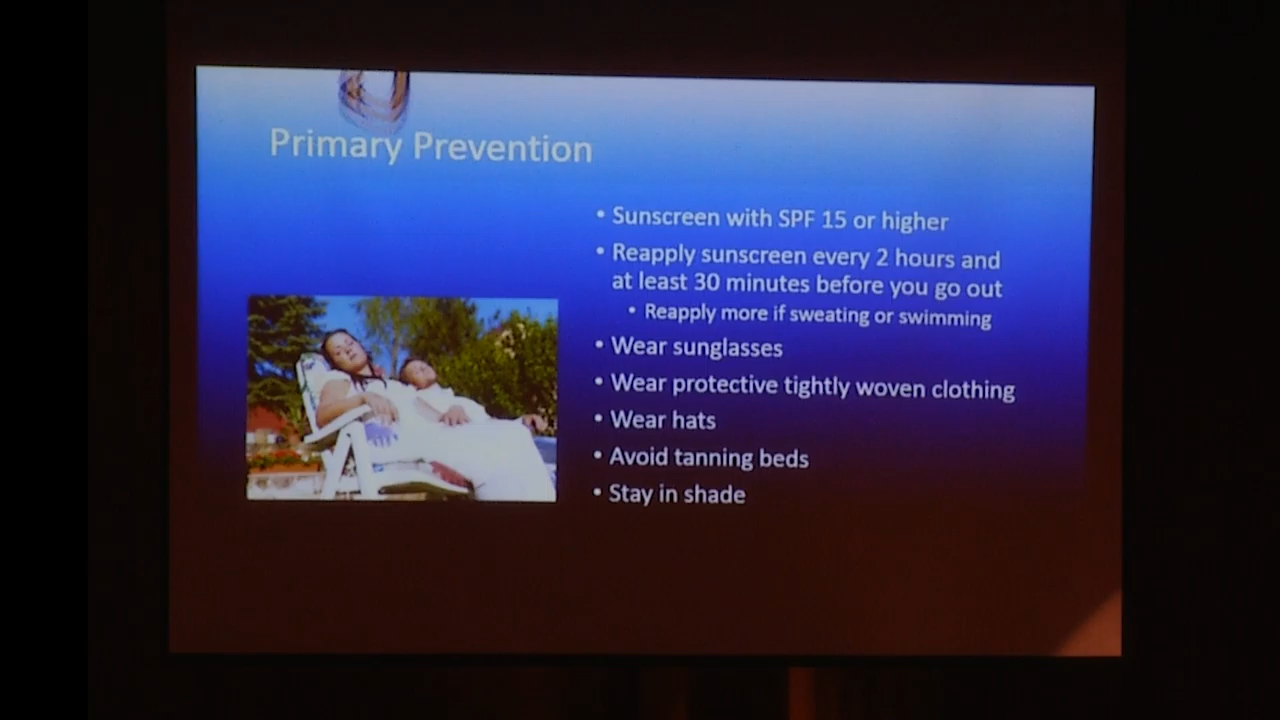 Primary Prevention
• Sunscreen with SPF 15 or higher
• Reapply sunscreen every 2 hours and
at least 30 minutes before you go out
• Reapply more if sweating or swimming
• Wear sunglasses
• Wear protective tightly woven clothing
• Wear hats
• Avoid tanning beds
• Stay in shade